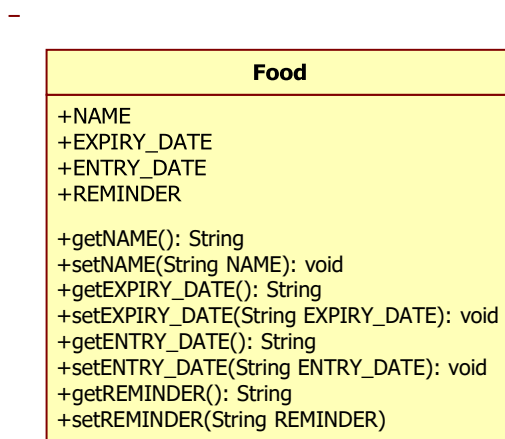 Food
+NAME
+EXPIRY_DATE
+ENTRY_DATE
+REMINDER
+getNAME(): String
+setNAME(String NAME): void
+getEXPIRY_DATE(): String
+setEXPIRY_DATE(String EXPIRY_DATE): void
+getENTRY_DATE(): String
+setENTRY_DATE(String ENTRY_DATE): void
+getREMINDER(): String
+setREMINDER(String REMINDER)